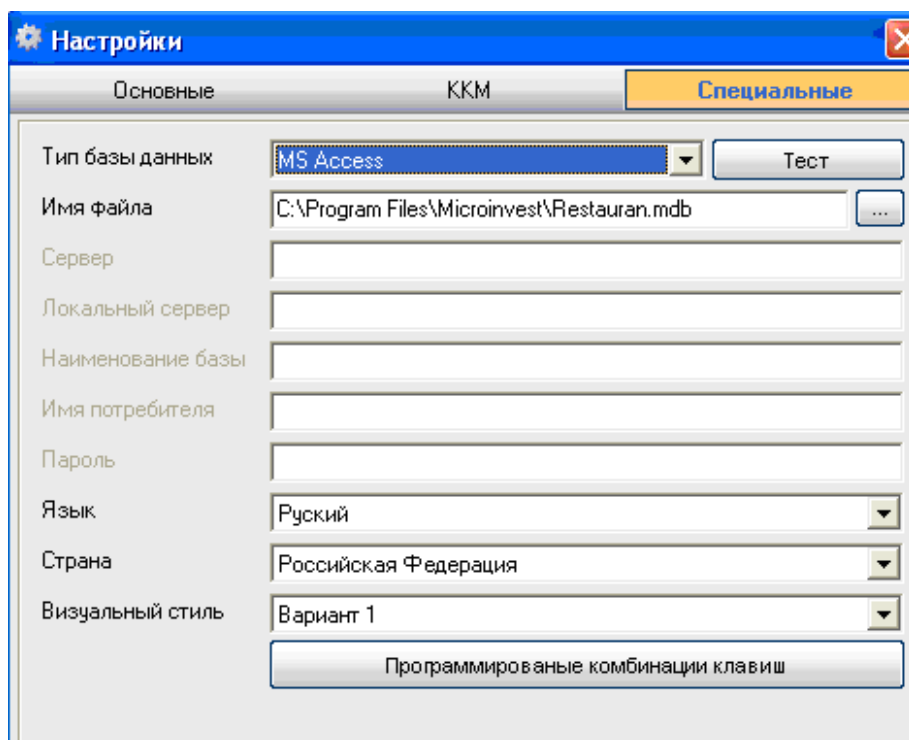 Настройки
Основные ККМ Специальные
Тип базы данных MS Access Тест
Имя файла C:\Program Files\Microinvest\Restauran.mdb ...
Сервер
Локальный сервер
Наименование базы
Имя потребителя
Пароль
Язык Руский
Страна Российская Федерация
Визуальный стиль Вариант 1
Программированые комбинации клавиш